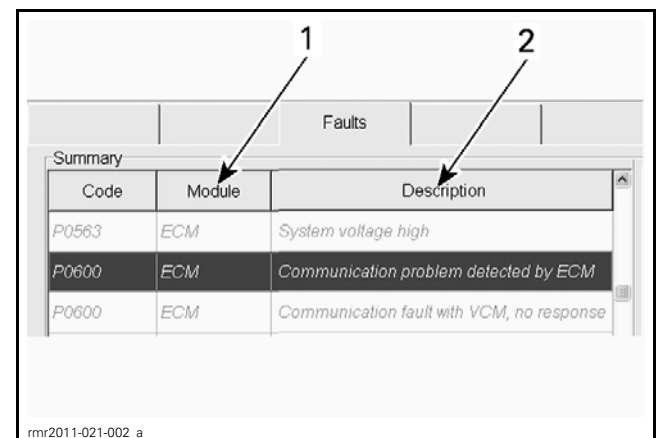 1 2
Faults
Summary
Code Module Description
P0563 ECM System voltage high
P0600 ECM Communication problem detected by ECM
P0600 ECM Communication fault with VCM, no response
rmr2011-021-002_a